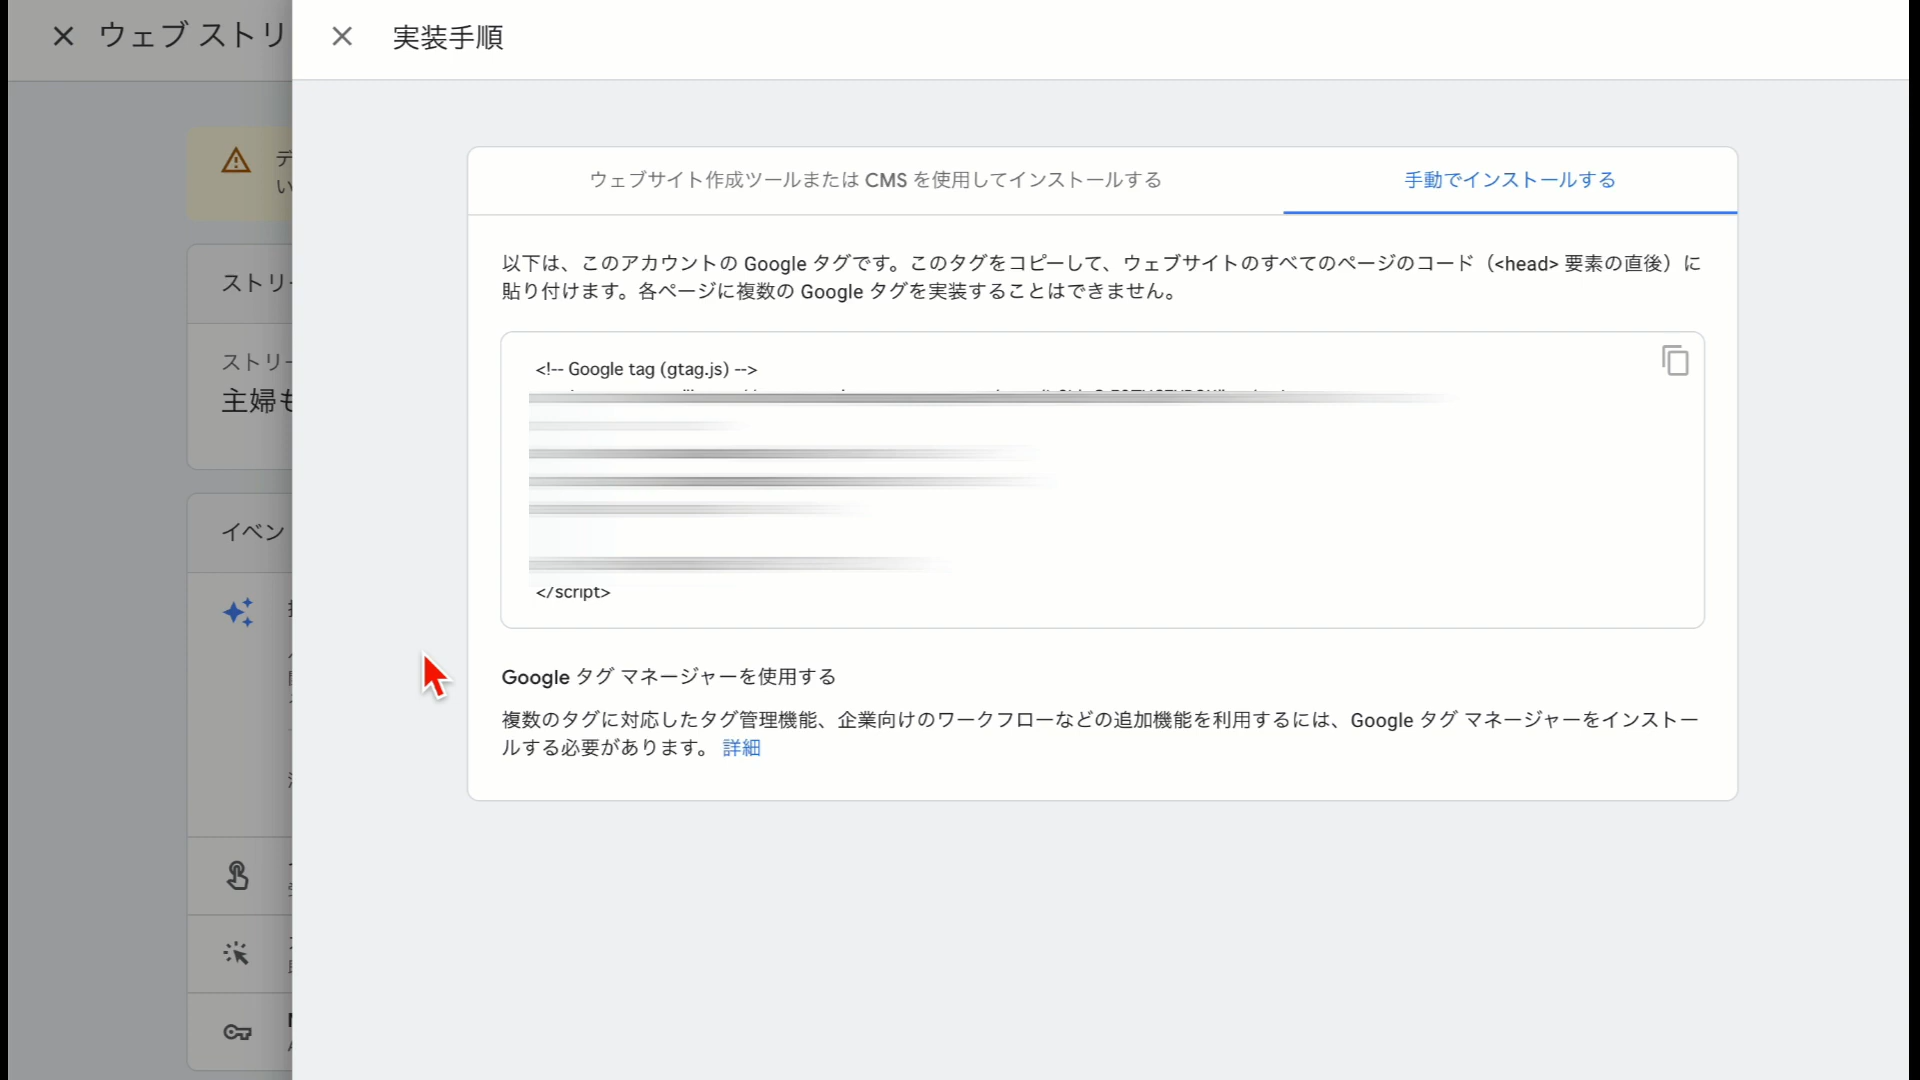 ウェブ ストリ
実装手順
ウェブサイト作成ツールまたは CMS を使用してインストールする
手動でインストールする
以下は、このアカウントの Google タグです。このタグをコピーして、ウェブサイトのすべてのページのコード（<head> 要素の直後）に
貼り付けます。各ページに複数の Google タグを実装することはできません。
<!-- Google tag (gtag.js) -->
</script>
Google タグ マネージャーを使用する
複数のタグに対応したタグ管理機能、企業向けのワークフローなどの追加機能を利用するには、Google タグ マネージャーをインストー
ルする必要があります。 詳細
デ
い
ストリー
ストリー
主婦も
イベン